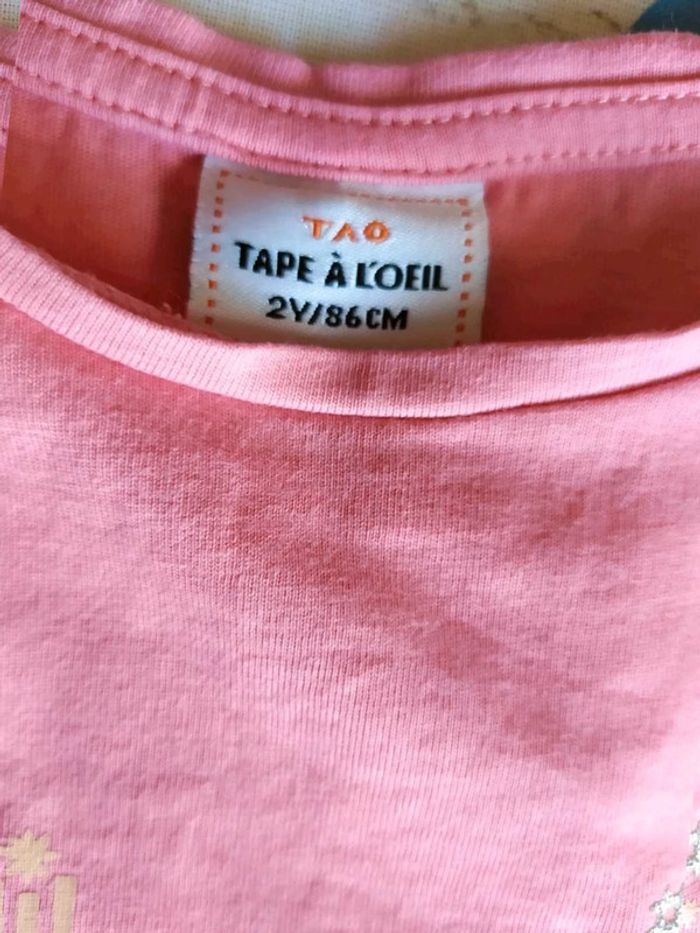 TAO
TAPE À L'OEIL
2Y/86CM